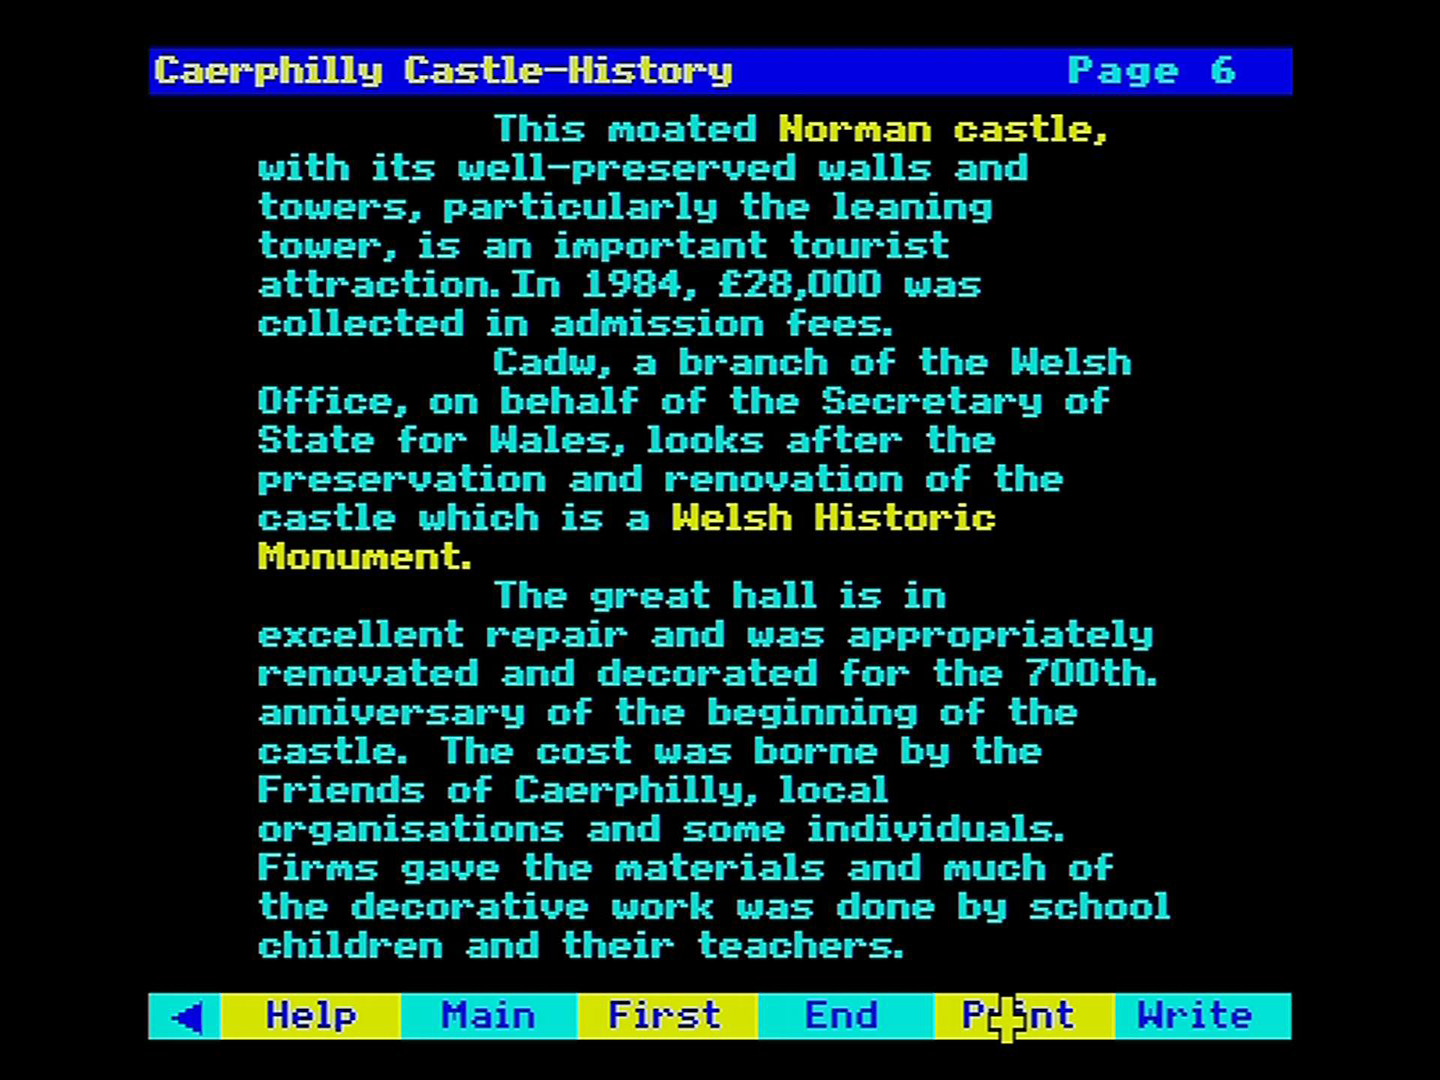 Caerphilly Castle-History Page 6
This moated Norman castle,
with its well-preserved walls and
towers, particularly the leaning
tower, is an important tourist
attraction. In 1984, £28,000 was
collected in admission fees.
Cadw, a branch of the Welsh
Office, on behalf of the Secretary of
State for Wales, looks after the
preservation and renovation of the
castle which is a Welsh Historic
Monument.
The great hall is in
excellent repair and was appropriately
renovated and decorated for the 700th.
anniversary of the beginning of the
castle. The cost was borne by the
Friends of Caerphilly, local
organisations and some individuals.
Firms gave the materials and much of
the decorative work was done by school
children and their teachers.
Help Main First End Print Write